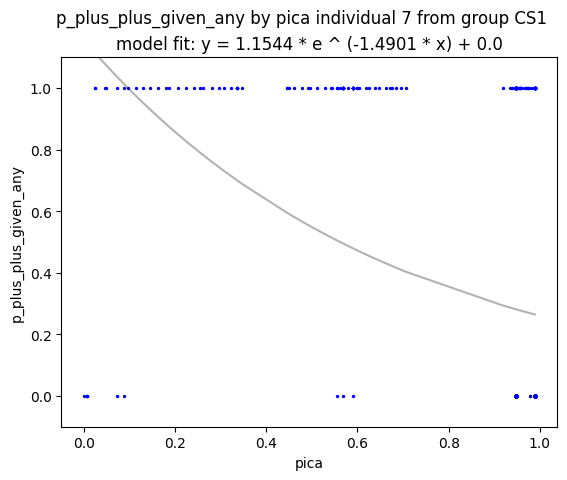 p_plus_plus_given_any by pica individual 7 from group CS1
model fit: y = 1.1544 * e ^ (-1.4901 * x) + 0.0
1.0
0.8
0.6
0.4
0.2
0.0
p_plus_plus_given_any
0.0 0.2 0.4 0.6 0.8 1.0
pica